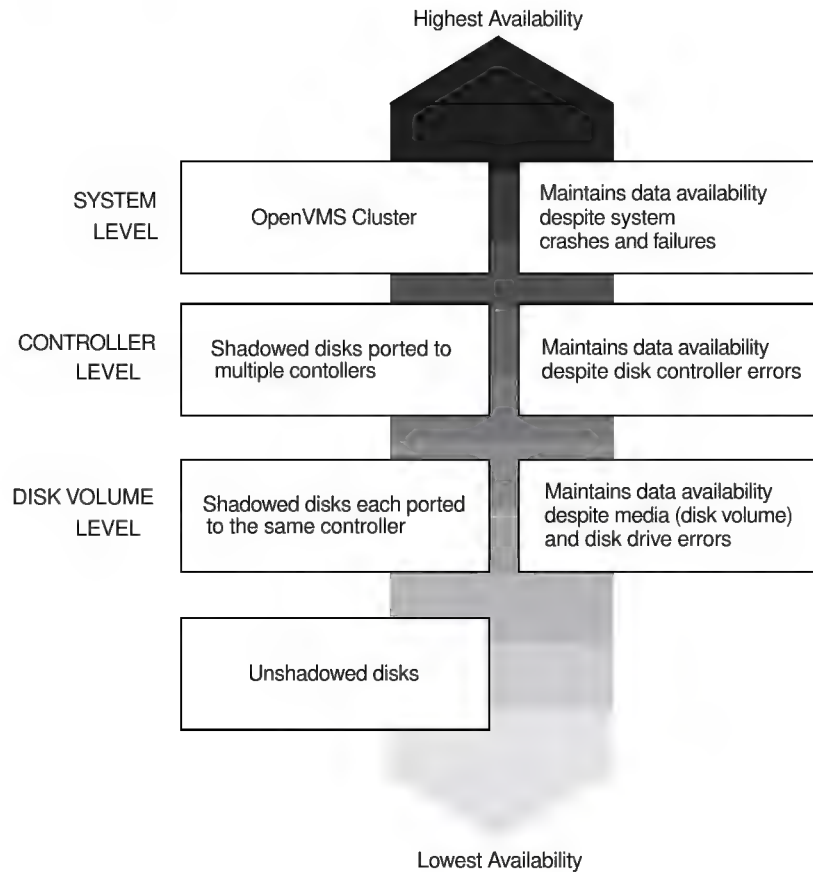 Highest Availability
SYSTEM
LEVEL
OpenVMS Cluster
Maintains data availability
despite system
crashes and failures
CONTROLLER
LEVEL
Shadowed disks ported to
multiple contollers
Maintains data availability
despite disk controller errors
DISK VOLUME
LEVEL
Shadowed disks each ported
to the same controller
Maintains data availability
despite media (disk volume)
and disk drive errors
Unshadowed disks
Lowest Availability